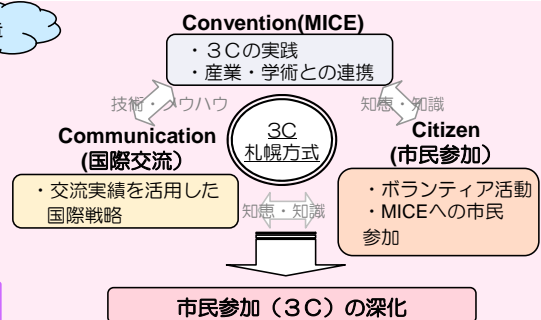 Convention(MICE)
・３Cの実践
・産業・学術との連携
技術・ノウハウ
知恵・知識
3C
札幌方式
Communication
(国際交流)
Citizen
(市民参加)
・交流実績を活用した
国際戦略
知恵・知識
・ボランティア活動
・MICEへの市民
参加
市民参加（３C）の深化